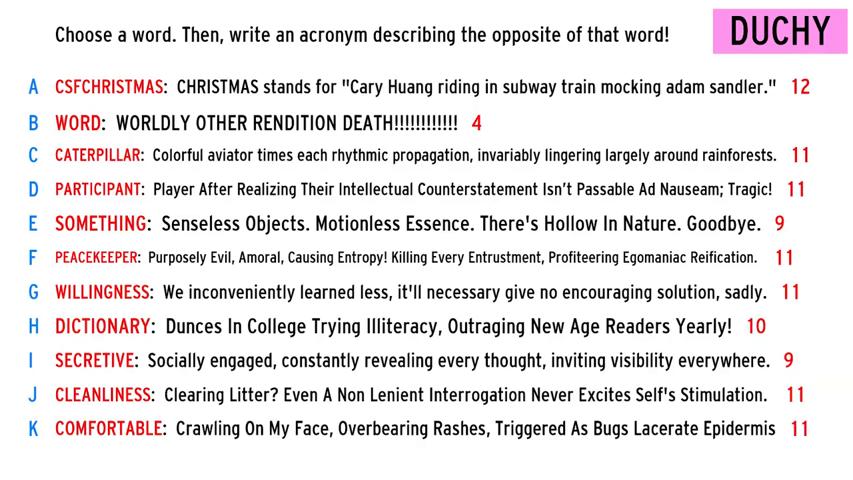 Choose a word. Then, write an acronym describing the opposite of that word!
DUCHY
A CSFCHRISTMAS: CHRISTMAS stands for "Cary Huang riding in subway train mocking adam sandler." 12
B WORD: WORLDLY OTHER RENDITION DEATH!!!!!!!!!!!! 4
C CATERPILLAR: Colorful aviator times each rhythmic propagation, invariably lingering largely around rainforests. 11
D PARTICIPANT: Player After Realizing Their Intellectual Counterstatement Isn't Passable Ad Nauseam; Tragic! 11
E SOMETHING: Senseless Objects. Motionless Essence. There's Hollow In Nature. Goodbye. 9
F PEACEKEEPER: Purposely Evil, Amoral, Causing Entropy! Killing Every Entrustment, Profiteering Egomaniac Reification. 11
G WILLINGNESS: We inconveniently learned less, it'll necessary give no encouraging solution, sadly. 11
H DICTIONARY: Dunces In College Trying Illiteracy, Outraging New Age Readers Yearly! 10
I SECRETIVE: Socially engaged, constantly revealing every thought, inviting visibility everywhere. 9
J CLEANLINESS: Clearing Litter? Even A Non Lenient Interrogation Never Excites Self's Stimulation. 11
K COMFORTABLE: Crawling On My Face, Overbearing Rashes, Triggered As Bugs Lacerate Epidermis 11